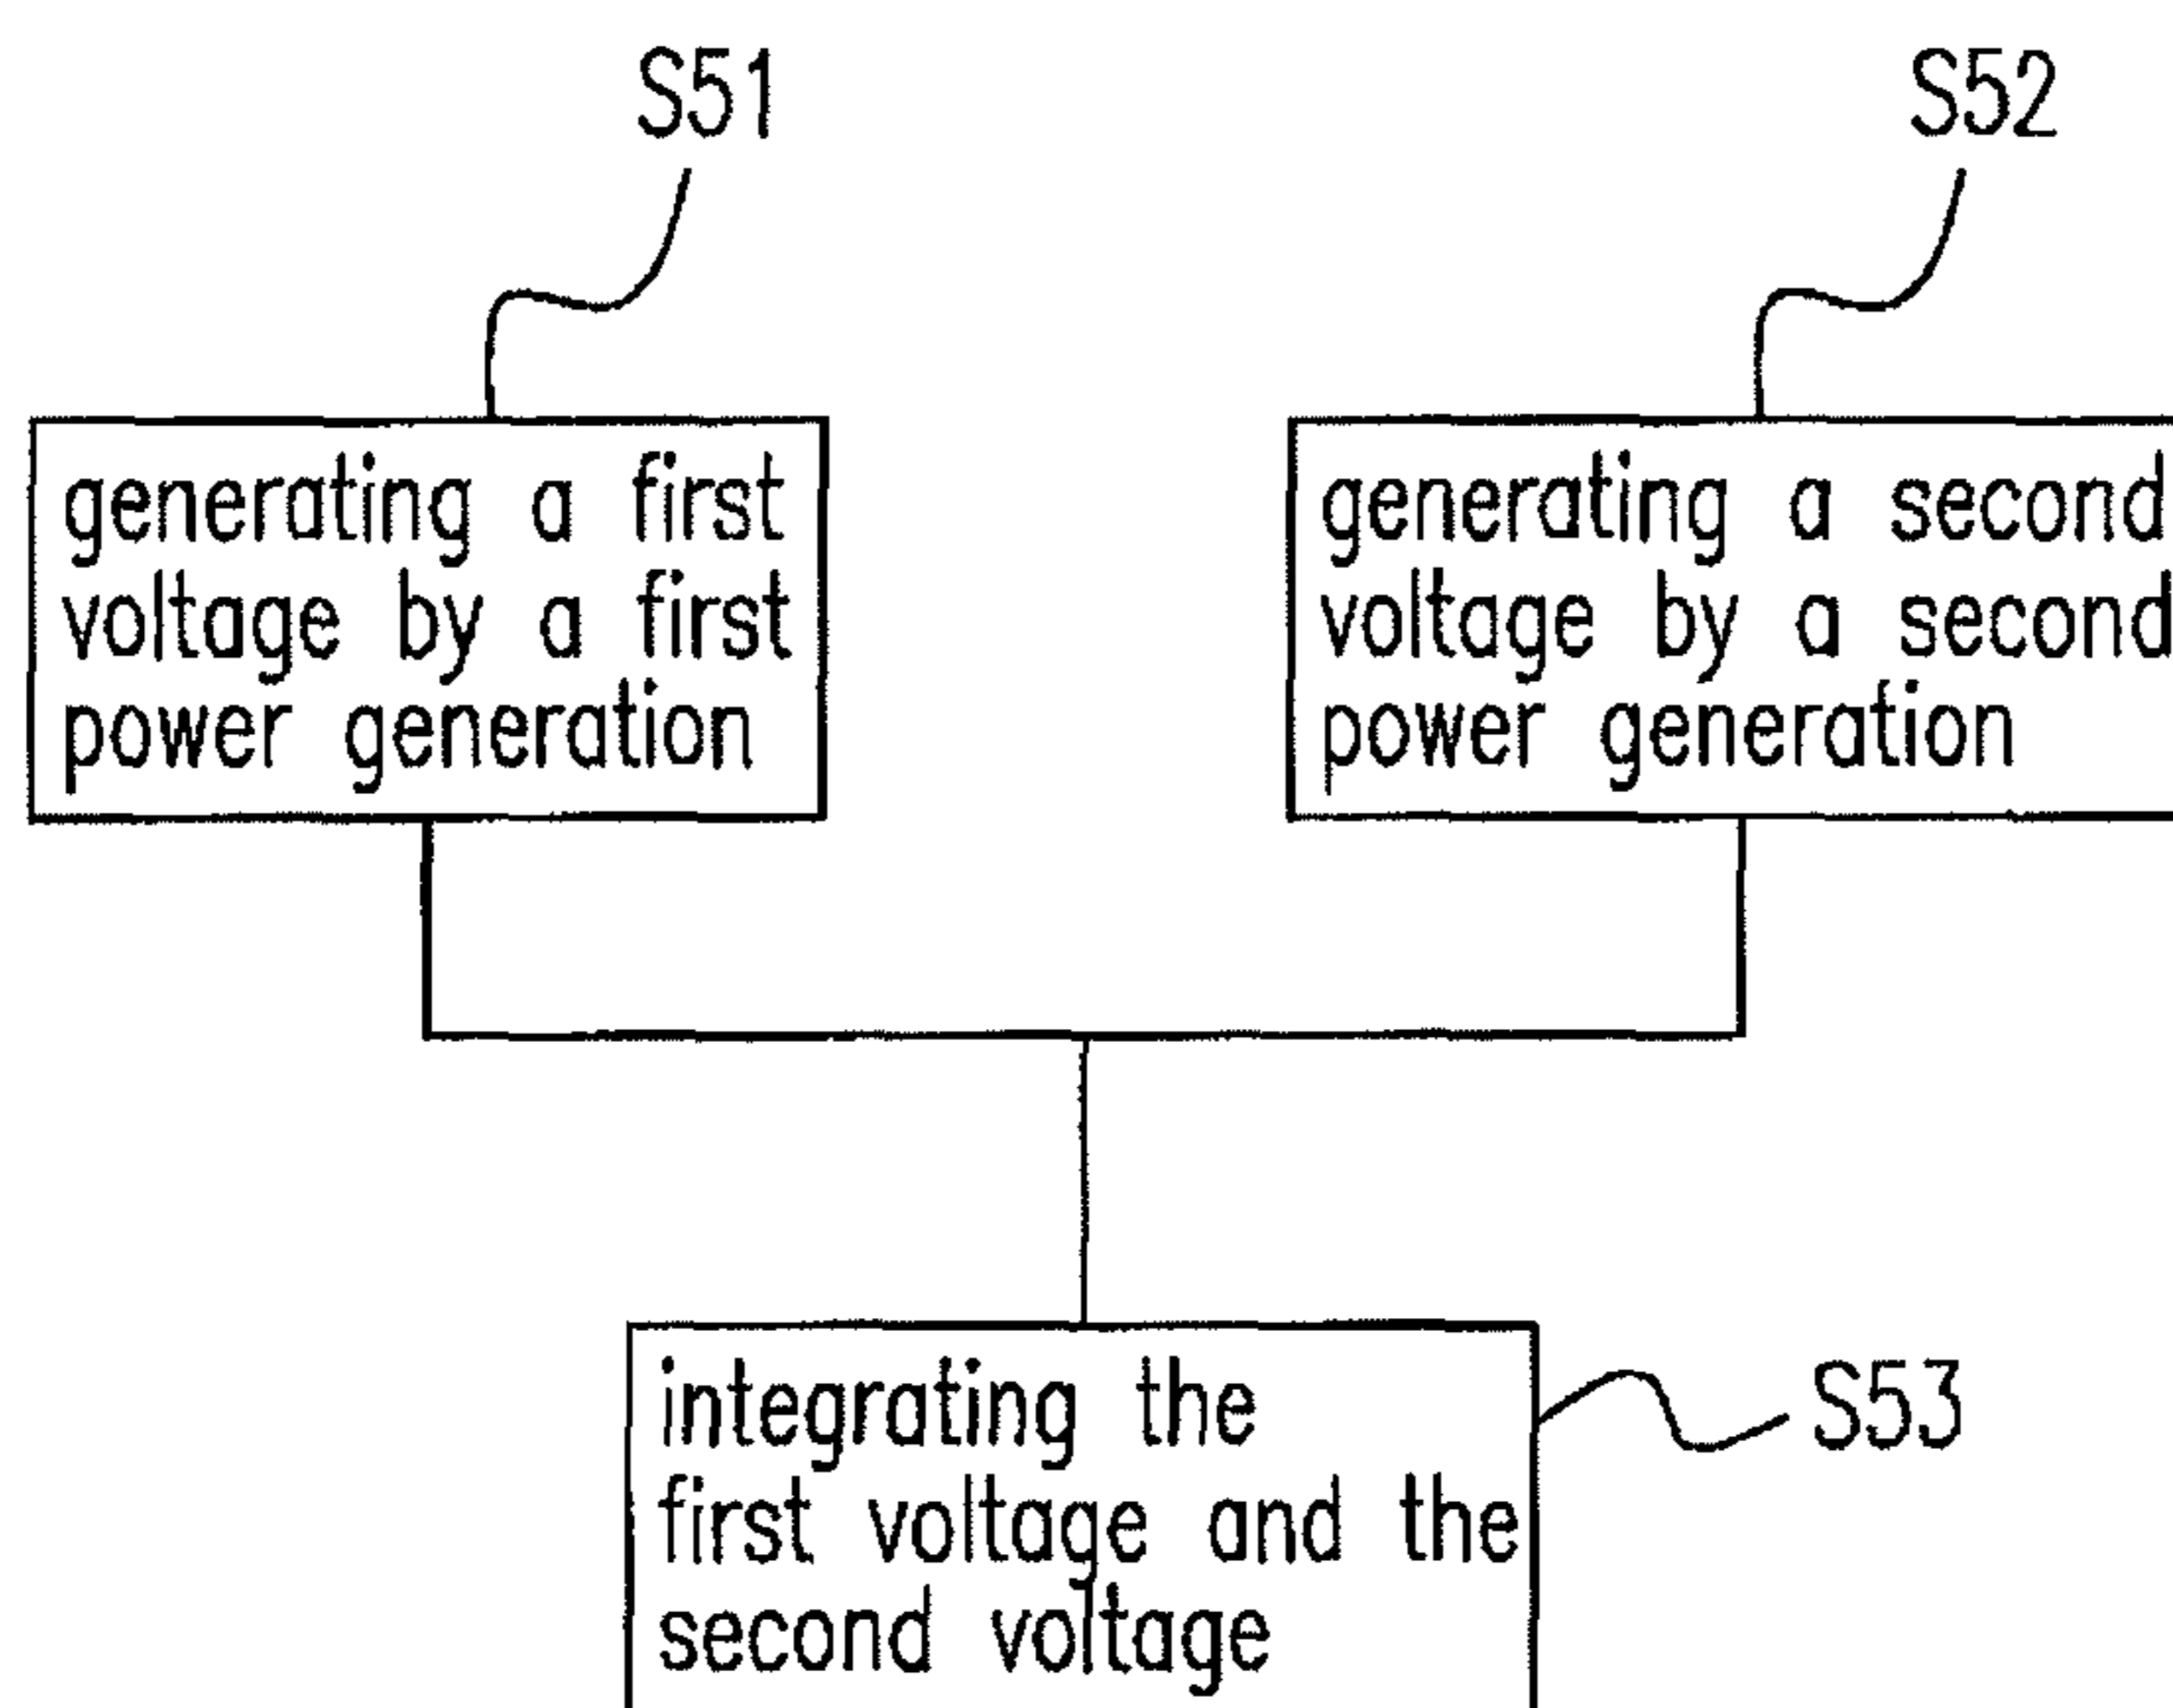 S51
S52
generating a first
voltage by a first
power generation
generating a second
voltage by a second
power generation
integrating the
first voltage and the
second voltage
S53